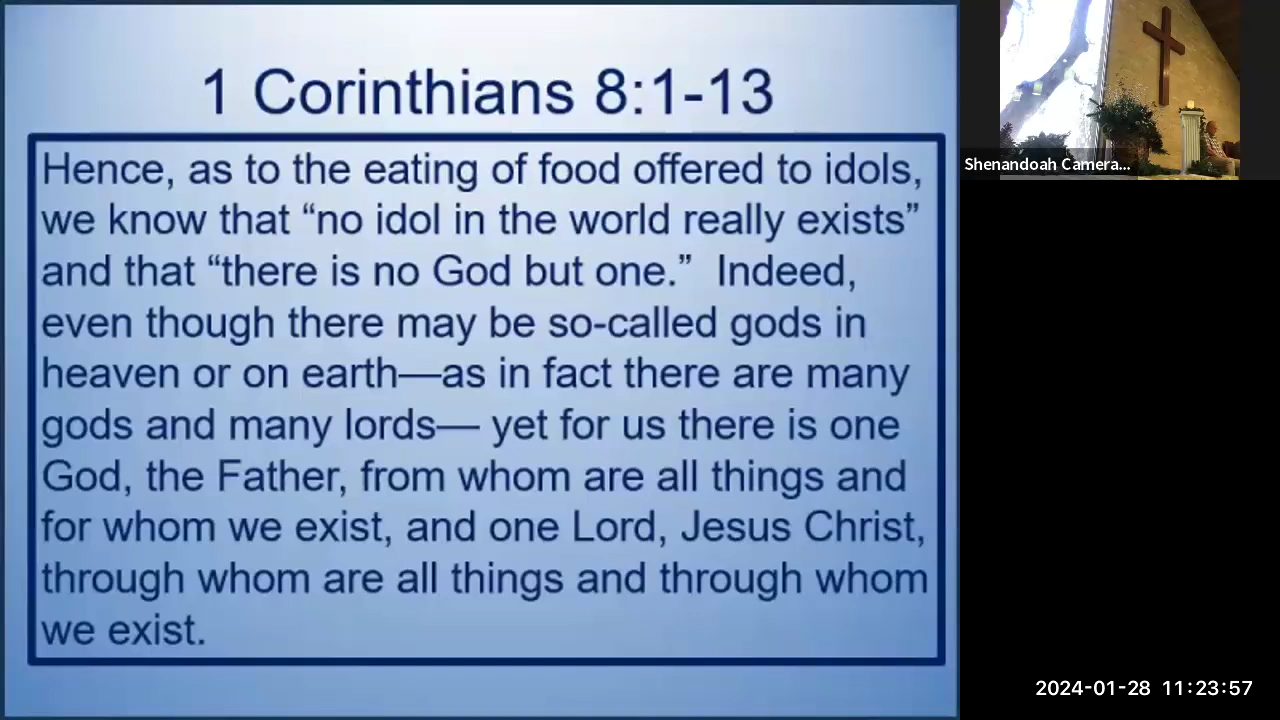 1 Corinthians 8:1-13
Hence, as to the eating of food offered to idols,
we know that “no idol in the world really exists”
and that “there is no God but one.”  Indeed,
even though there may be so-called gods in
heaven or on earth—as in fact there are many
gods and many lords— yet for us there is one
God, the Father, from whom are all things and
for whom we exist, and one Lord, Jesus Christ,
through whom are all things and through whom
we exist.
Shenandoah Camera...
2024-01-28 11:23:57